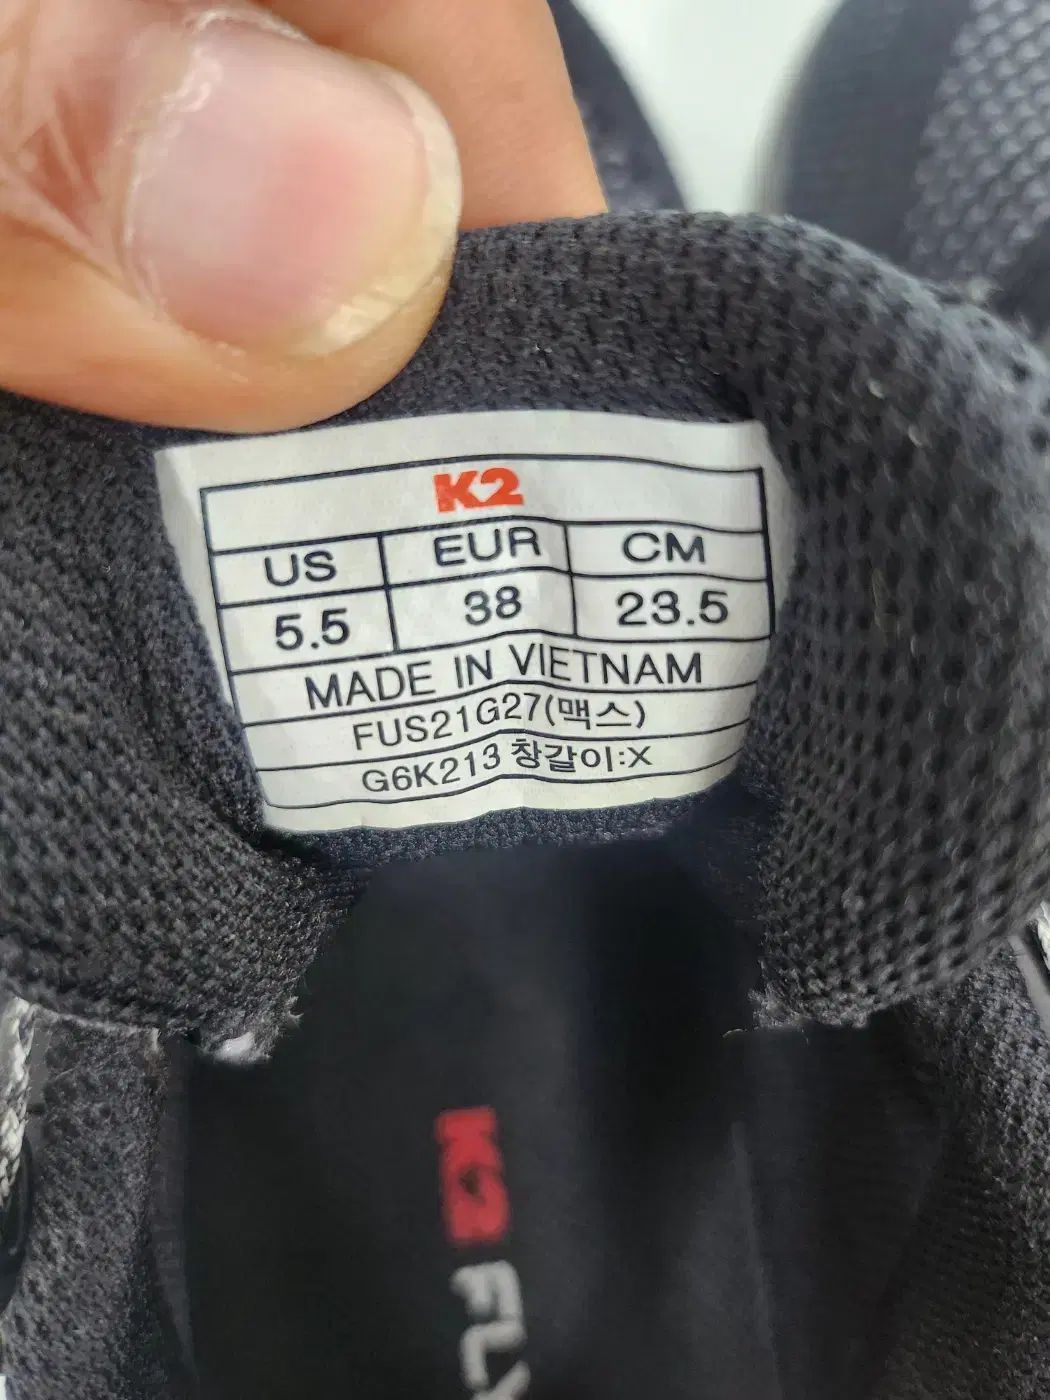 K2
US EUR CM
5.5 38 23.5
MADE IN VIETNAM
FUS21G27(맥스)
G6K213 창갈이:X
K2 FLY